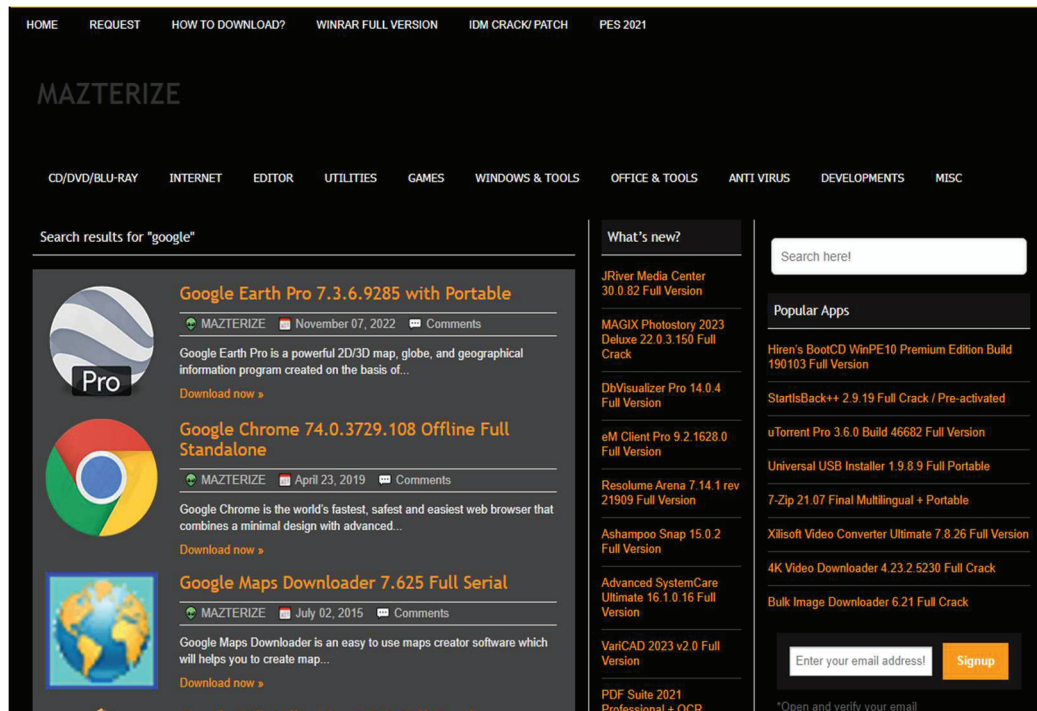 HOME REQUEST HOW TO DOWNLOAD? WINRAR FULL VERSION IDM CRACK/ PATCH PES 2021
MAZTERIZE
CD/DVD/BLU-RAY INTERNET EDITOR UTILITIES GAMES WINDOWS & TOOLS OFFICE & TOOLS ANTI VIRUS DEVELOPMENTS MISC
Search results for "google"
Google Earth Pro 7.3.6.9285 with Portable
MAZTERIZE November 07, 2022 Comments
Google Earth Pro is a powerful 2D/3D map, globe, and geographical
information program created on the basis of...
Download now »
Pro
Google Chrome 74.0.3729.108 Offline Full
Standalone
MAZTERIZE April 23, 2019 Comments
Google Chrome is the world's fastest, safest and easiest web browser that
combines a minimal design with advanced...
Download now »
Google Maps Downloader 7.625 Full Serial
MAZTERIZE July 02, 2015 Comments
Google Maps Downloader is an easy to use maps creator software which
will helps you to create map...
Download now »
What's new?
JRiver Media Center
30.0.82 Full Version
MAGIX Photostory 2023
Deluxe 22.0.3.150 Full
Crack
DbVisualizer Pro 14.0.4
Full Version
eM Client Pro 9.2.1628.0
Full Version
Resolume Arena 7.14.1 rev
21909 Full Version
Ashampoo Snap 15.0.2
Full Version
Advanced SystemCare
Ultimate 16.1.0.16 Full
Version
VariCAD 2023 v2.0 Full
Version
PDF Suite 2021
Professional + OCR
Search here!
Popular Apps
Hiren's BootCD WinPE10 Premium Edition Build
190103 Full Version
StartIsBack++ 2.9.19 Full Crack / Pre-activated
uTorrent Pro 3.6.0 Build 46682 Full Version
Universal USB Installer 1.9.8.9 Full Portable
7-Zip 21.07 Final Multilingual + Portable
Xilisoft Video Converter Ultimate 7.8.26 Full Version
4K Video Downloader 4.23.2.5230 Full Crack
Bulk Image Downloader 6.21 Full Crack
Enter your email address! Signup
*Open and verify your email